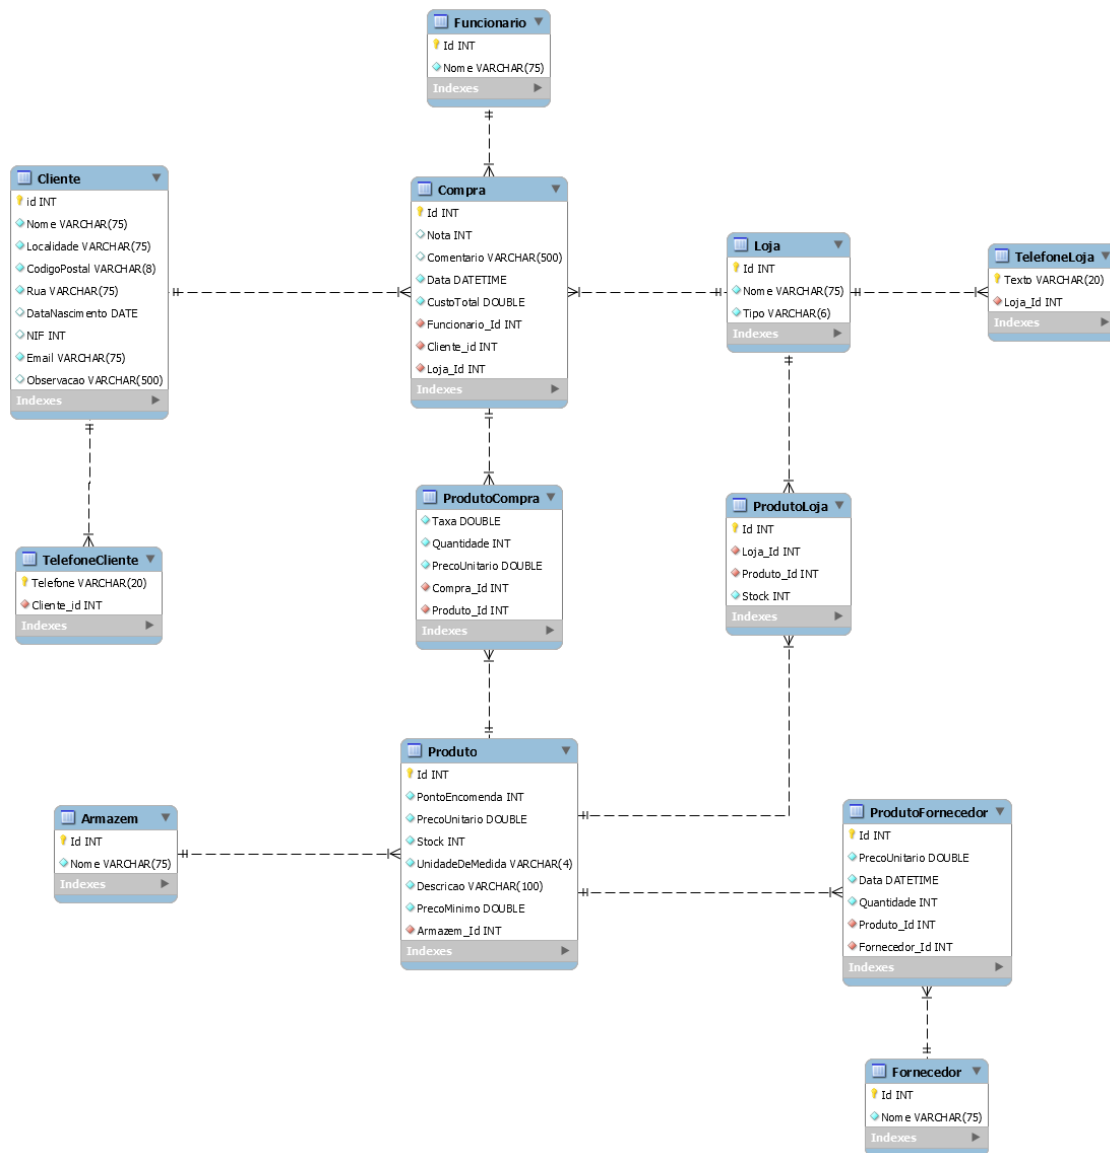 Funcionario
Id INT
Nome VARCHAR(75)
Indexes
Cliente
id INT
Nome VARCHAR(75)
Localidade VARCHAR(75)
CodigoPostal VARCHAR(8)
Rua VARCHAR(75)
DataNascimento DATE
NIF INT
Email VARCHAR(75)
Observacao VARCHAR(500)
Indexes
Compra
Id INT
Nota INT
Comentario VARCHAR(500)
Data DATETIME
CustoTotal DOUBLE
Funcionario_Id INT
Cliente_id INT
Loja_Id INT
Indexes
Loja
Id INT
Nome VARCHAR(75)
Tipo VARCHAR(6)
Indexes
TelefoneLoja
Texto VARCHAR(20)
Loja_Id INT
Indexes
TelefoneCliente
Telefone VARCHAR(20)
Cliente_id INT
Indexes
ProdutoCompra
Taxa DOUBLE
Quantidade INT
PrecoUnitario DOUBLE
Compra_Id INT
Produto_Id INT
Indexes
ProdutoLoja
Id INT
Loja_Id INT
Produto_Id INT
Stock INT
Indexes
Armazem
Id INT
Nome VARCHAR(75)
Indexes
Produto
Id INT
PontoEncomenda INT
PrecoUnitario DOUBLE
Stock INT
UnidadeDeMedida VARCHAR(4)
Descricao VARCHAR(100)
PrecoMinimo DOUBLE
Armazem_Id INT
Indexes
ProdutoFornecedor
Id INT
PrecoUnitario DOUBLE
Data DATETIME
Quantidade INT
Produto_Id INT
Fornecedor_Id INT
Indexes
Fornecedor
Id INT
Nome VARCHAR(75)
Indexes